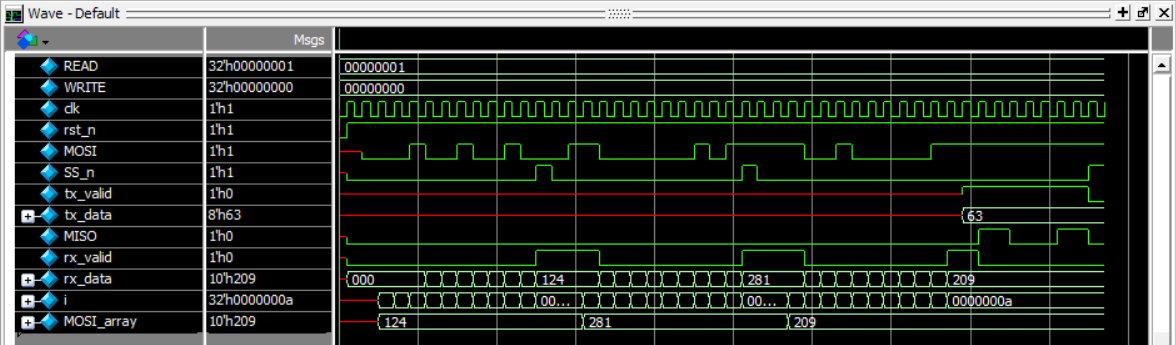 Wave - Default
Msgs
READ 32'h00000001 00000001
WRITE 32'h00000000 00000000
clk 1'h1
rst_n 1'h1
MOSI 1'h1
SS_n 1'h1
tx_valid 1'h0
tx_data 8'h63 63
MISO 1'h0
rx_valid 1'h0
rx_data 10'h209 000 124 281 209
i 32'h0000000a 00... 00... 0000000a
MOSI_array 10'h209 124 281 209